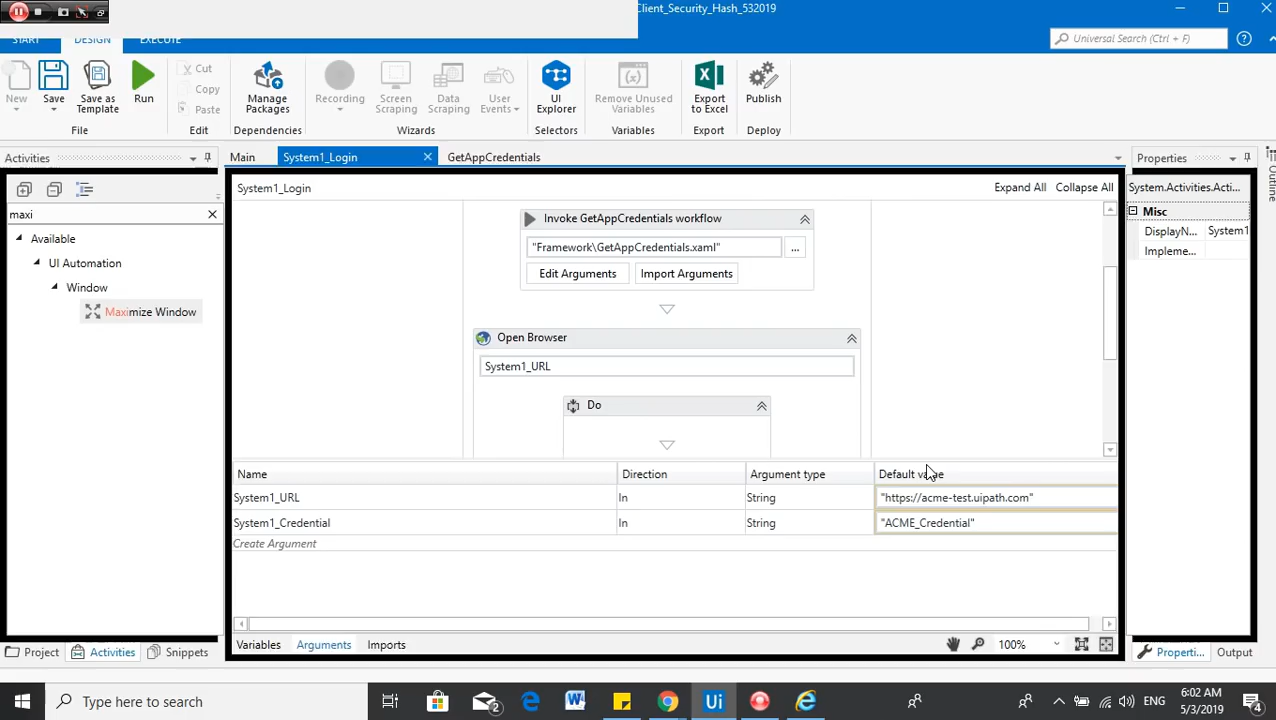 Client_Security_Hash_532019
START
DESIGN
EXECUTE
Universal Search (Ctrl + F)
New
Save
Save as
Template
Run
Cut
Copy
Paste
Manage
Packages
Recording
Screen
Scraping
Data
Scraping
User
Events
UI
Explorer
Remove Unused
Variables
Export
to Excel
Publish
File
Edit
Dependencies
Wizards
Selectors
Variables
Export
Deploy
Activities
Main
System1_Login
GetAppCredentials
Properties
Outline
maxi
Available
UI Automation
Window
Maximize Window
System1_Login
Expand All
Collapse All
Invoke GetAppCredentials workflow
"Framework\GetAppCredentials.xaml"
...
Edit Arguments
Import Arguments
Open Browser
System1_URL
Do
Name
Direction
Argument type
Default value
System1_URL
In
String
"https://acme-test.uipath.com"
System1_Credential
In
String
"ACME_Credential"
Create Argument
Variables
Arguments
Imports
100%
System.Activities.Acti...
Misc
DisplayN...
System1
Impleme...
Project
Activities
Snippets
Properti...
Output
Type here to search
2
Ui
ENG
6:02 AM
5/3/2019
4